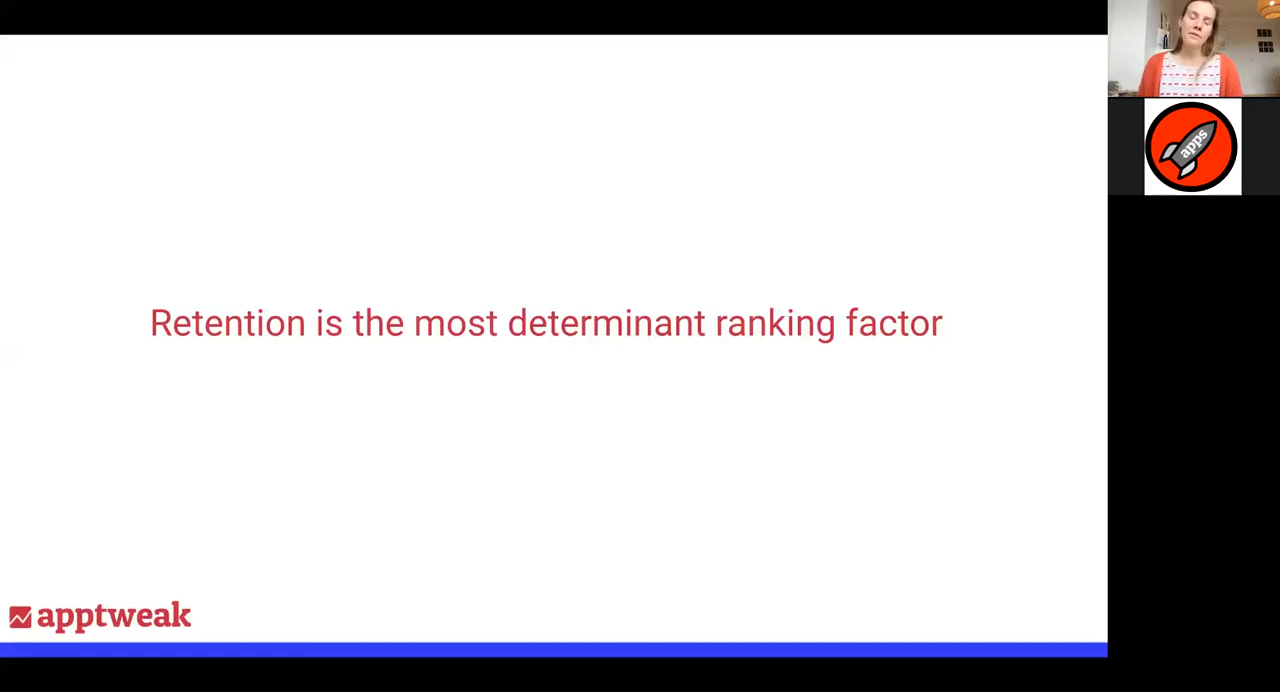 apps
Retention is the most determinant ranking factor
apptweak